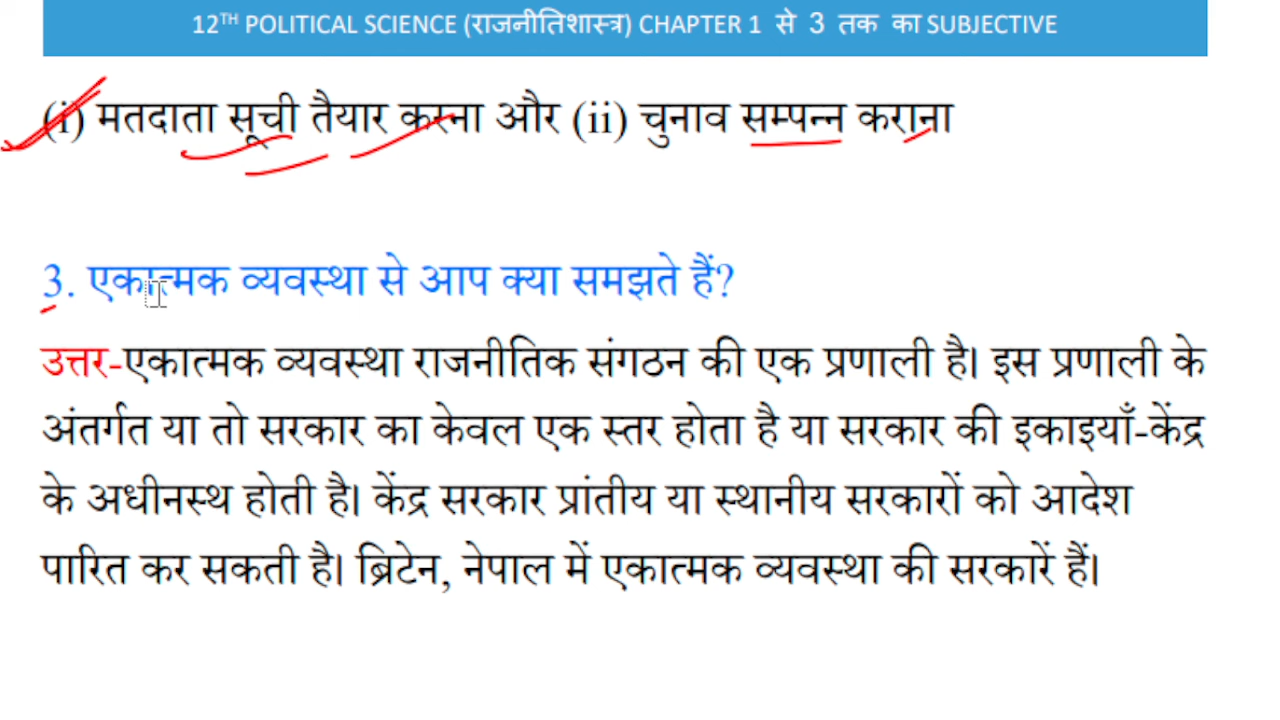 12TH POLITICAL SCIENCE (राजनीतिशास्त्र) CHAPTER 1 से 3 तक का SUBJECTIVE
(i) मतदाता सूची तैयार करना और (ii) चुनाव सम्पन्न कराना
3. एकात्मक व्यवस्था से आप क्या समझते हैं?
उत्तर-एकात्मक व्यवस्था राजनीतिक संगठन की एक प्रणाली है। इस प्रणाली के
अंतर्गत या तो सरकार का केवल एक स्तर होता है या सरकार की इकाइयाँ-केंद्र
के अधीनस्थ होती है। केंद्र सरकार प्रांतीय या स्थानीय सरकारों को आदेश
पारित कर सकती है। ब्रिटेन, नेपाल में एकात्मक व्यवस्था की सरकारें हैं।